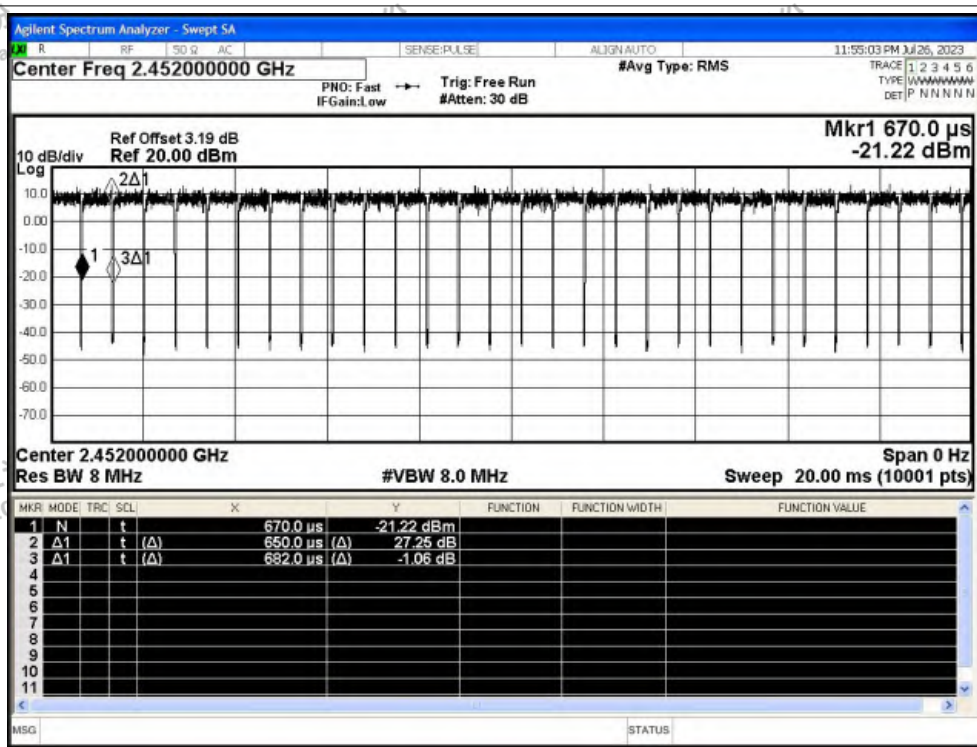 Agilent Spectrum Analyzer - Swept SA
LXI R RF 50 Ω AC SENSE:PULSE ALIGN AUTO 11:55:03 PM Jul 26, 2023
Center Freq 2.452000000 GHz #Avg Type: RMS TRACE 1 2 3 4 5 6
PNO: Fast Trig: Free Run TYPE WWWWWW
IFGain:Low #Atten: 30 dB DET P N N N N N
Mkr1 670.0 µs
Ref Offset 3.19 dB
10 dB/div Ref 20.00 dBm -21.22 dBm
Log
10.0
2Δ1
0.00
-10.0
1 3Δ1
-20.0
-30.0
-40.0
-50.0
-60.0
-70.0
Center 2.452000000 GHz Span 0 Hz
Res BW 8 MHz #VBW 8.0 MHz Sweep 20.00 ms (10001 pts)
MKR MODE TRC SCL X Y FUNCTION FUNCTION WIDTH FUNCTION VALUE
1 N t 670.0 µs -21.22 dBm
2 Δ1 t (Δ) 650.0 µs (Δ) 27.25 dB
3 Δ1 t (Δ) 682.0 µs (Δ) -1.06 dB
4
5
6
7
8
9
10
11
MSG STATUS